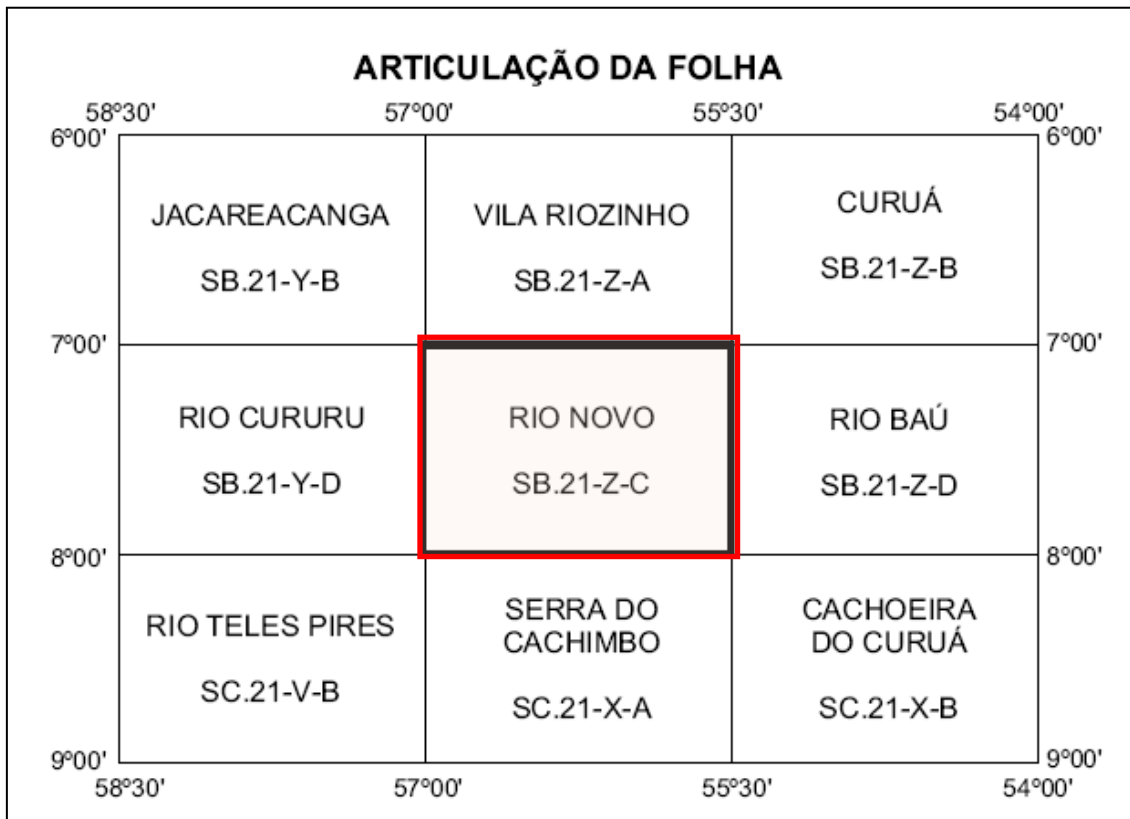 ARTICULAÇÃO DA FOLHA
58º30' 57º00' 55º30' 54º00'
6º00' 6º00'
JACAREACANGA VILA RIOZINHO CURUÁ
SB.21-Y-B SB.21-Z-A SB.21-Z-B
7º00' 7º00'
RIO CURURU RIO NOVO RIO BAÚ
SB.21-Y-D SB.21-Z-C SB.21-Z-D
8º00' 8º00'
RIO TELES PIRES SERRA DO CACHOEIRA
CACHIMBO DO CURUÁ
SC.21-V-B SC.21-X-A SC.21-X-B
9º00' 9º00'
58º30' 57º00' 55º30' 54º00'